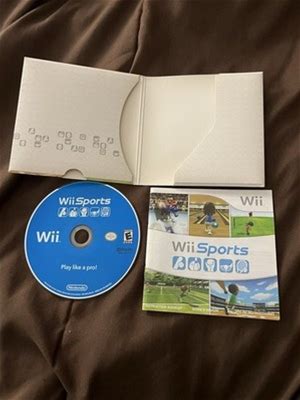 Wii Sports
Wii
E
Play like a pro!
Nintendo
Wii
Wii Sports